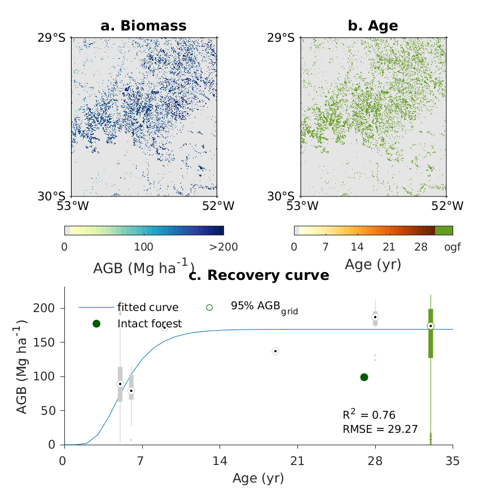 a. Biomass
b. Age
29°S
29°S
30°S
30°S
53°W
52°W
53°W
52°W
0
100
>200
0
7
14
21
28
ogf
AGB (Mg ha-1)
Age (yr)
c. Recovery curve
fitted curve
95% AGBgrid
Intact forest
200
150
100
50
0
AGB (Mg ha-1)
R2 = 0.76
RMSE = 29.27
0
7
14
21
28
35
Age (yr)